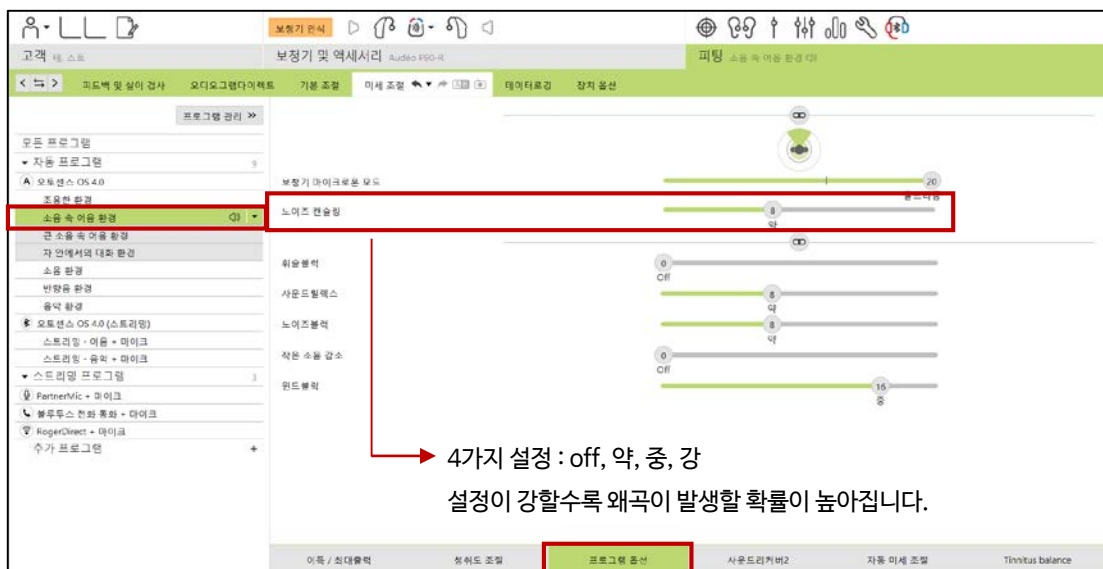 보청기 인식
고객 테, 스트
보청기 및 액세서리 Audéo P90-R
피팅 소음 속 어음 환경
피드백 및 실이 검사
오디오그램다이렉트
기본 조절
미세 조절
데이터로깅
장치 옵션
프로그램 관리
모든 프로그램
자동 프로그램 9
A 오토센스 OS 4.0
조용한 환경
소음 속 어음 환경
큰 소음 속 어음 환경
차 안에서의 대화 환경
소음 환경
반향음 환경
음악 환경
오토센스 OS 4.0 (스트리밍)
스트리밍 - 어음 + 마이크
스트리밍 - 음악 + 마이크
스트리밍 프로그램 3
PartnerMic + 마이크
블루투스 전화 통화 + 마이크
RogerDirect + 마이크
추가 프로그램 +
보청기 마이크로폰 모드 20
노이즈 캔슬링 8
약
휘슬블럭 0
Off
사운드릴렉스 8
약
노이즈블럭 8
약
작은 소음 감소 0
Off
윈드블럭 16
중
4가지 설정 : off, 약, 중, 강
설정이 강할수록 왜곡이 발생할 확률이 높아집니다.
이득 / 최대출력
청취도 조절
프로그램 옵션
사운드리커버2
자동 미세 조절
Tinnitus balance